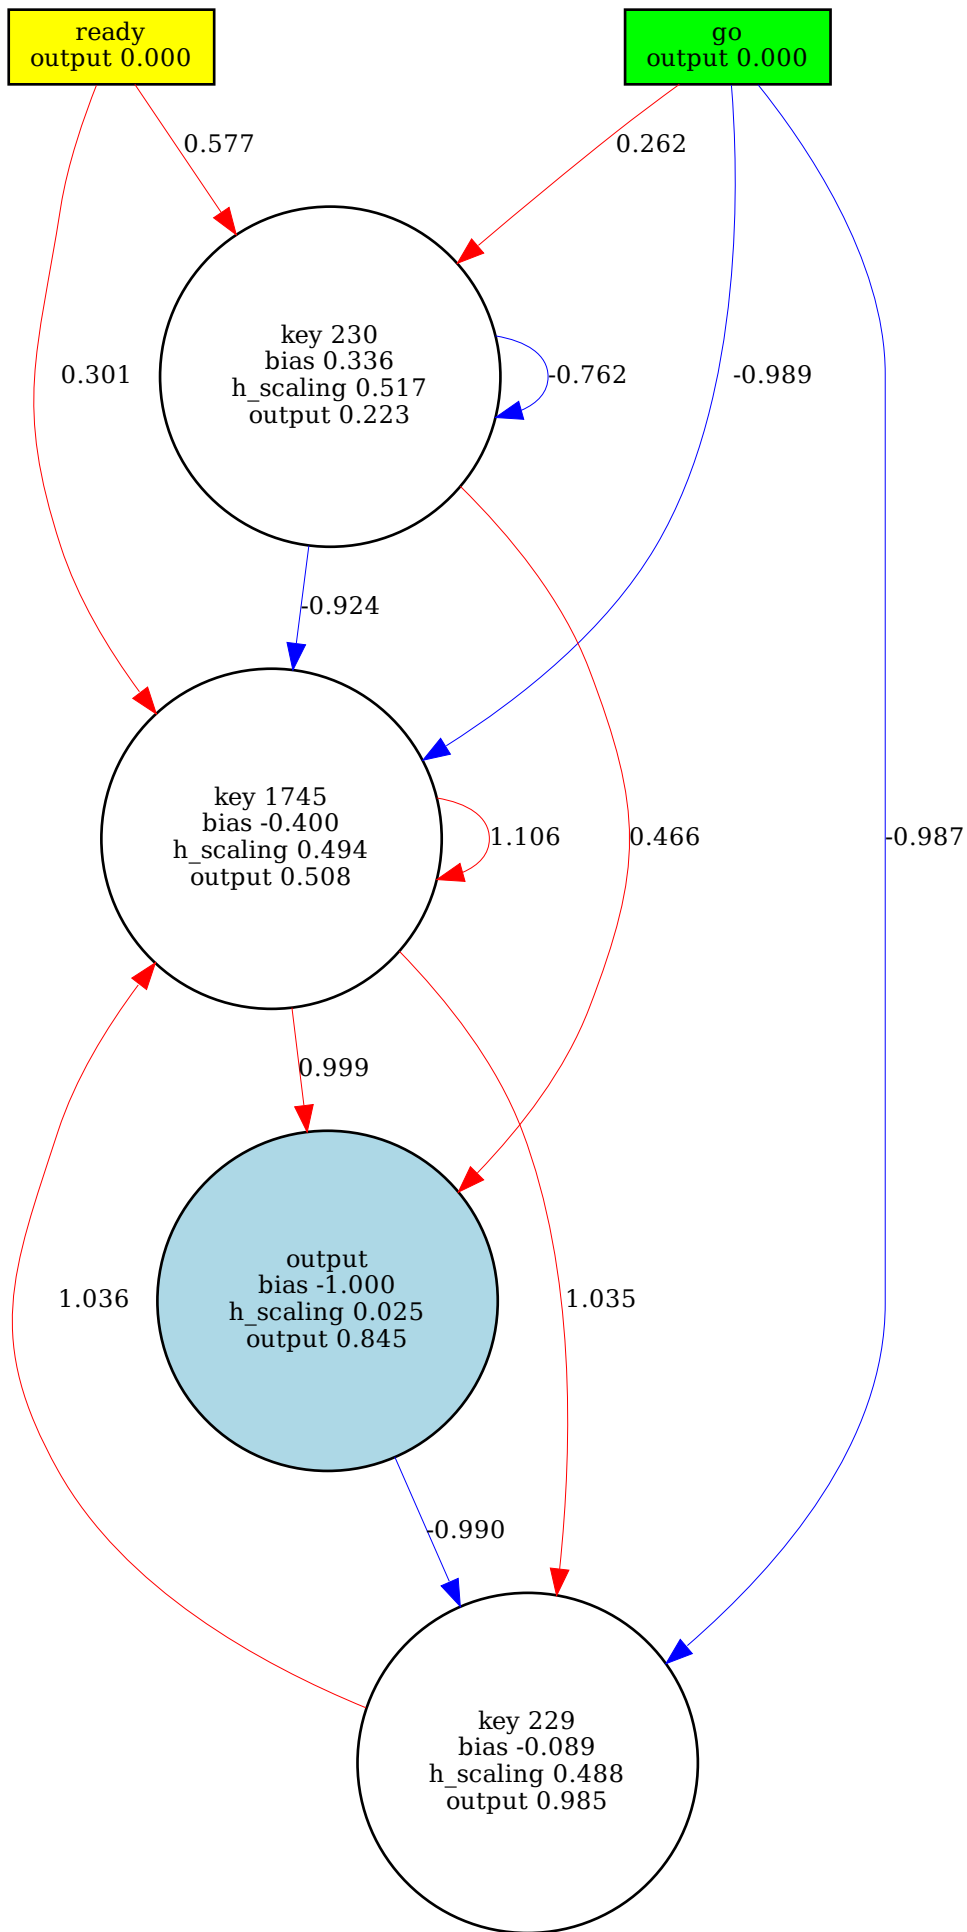 ready
output 0.000
go
output 0.000
0.577
0.262
key 230
bias 0.336
h_scaling 0.517
output 0.223
0.301
-0.762
-0.989
-0.924
key 1745
bias -0.400
h_scaling 0.494
output 0.508
1.106
0.466
-0.987
0.999
output
bias -1.000
h_scaling 0.025
output 0.845
1.036
1.035
-0.990
key 229
bias -0.089
h_scaling 0.488
output 0.985